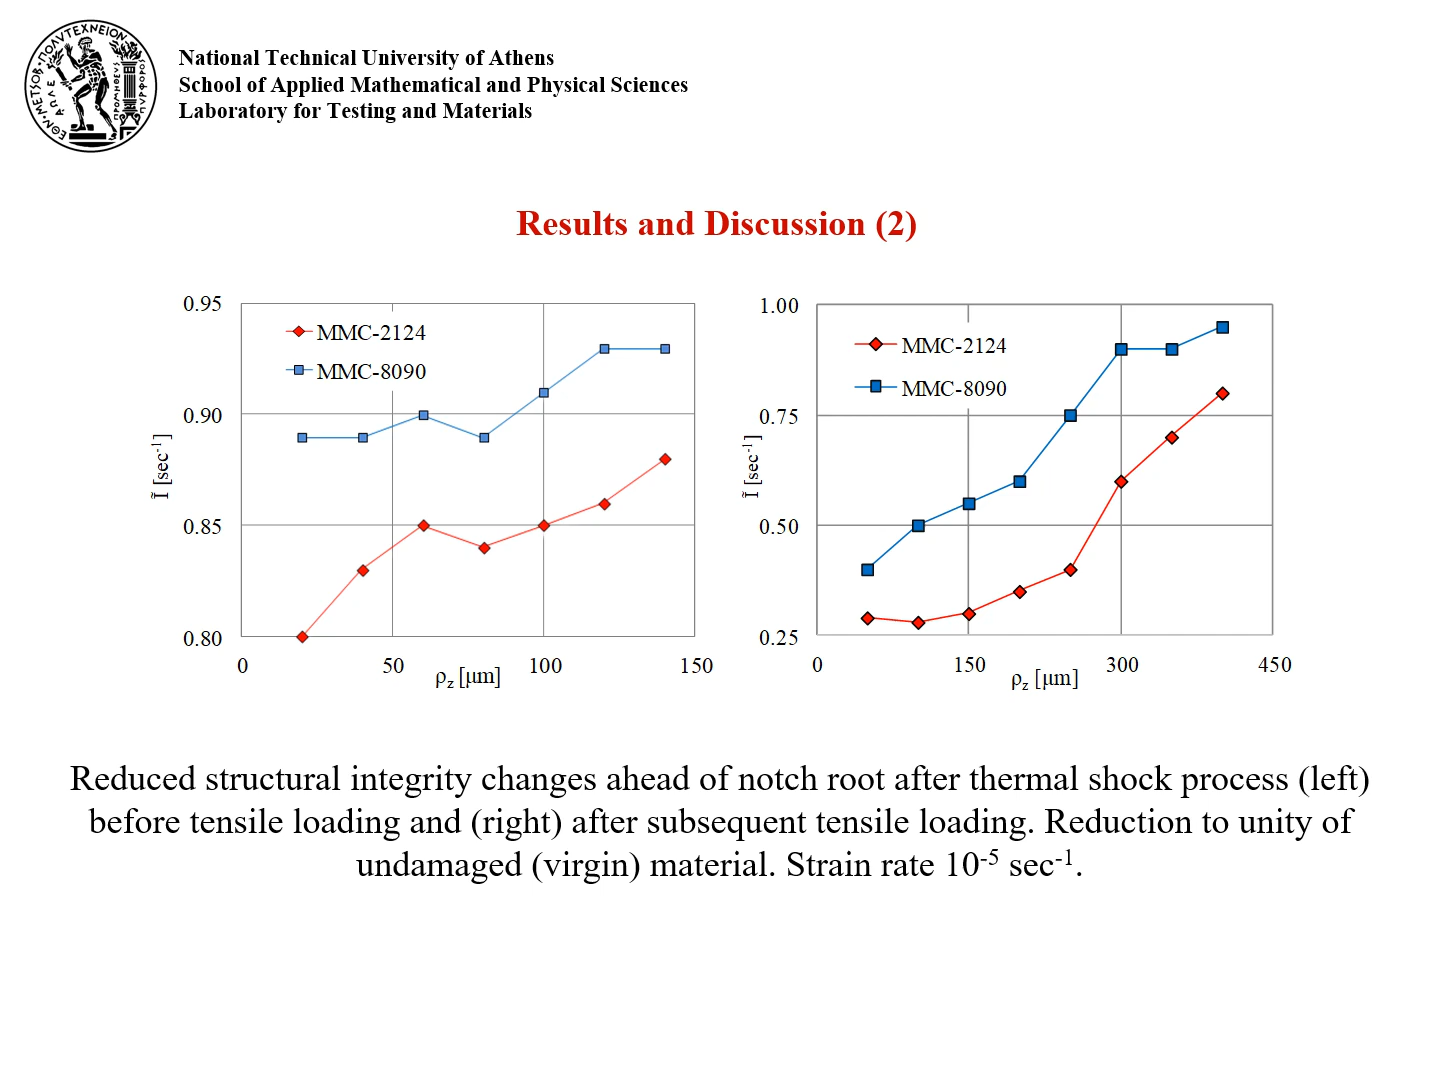 ΕΘΝ·ΜΕΤΣΟΒ·ΠΟΛΥΤΕΧΝΕΙΟΝ
ΠΡΟΜΗΘΕΥΣ
ΠΥΡΦΟΡΟΣ
National Technical University of Athens
School of Applied Mathematical and Physical Sciences
Laboratory for Testing and Materials
Results and Discussion (2)
0.95
0.90
0.85
0.80
Ĩ [sec⁻¹]
MMC-2124
MMC-8090
0
50
100
150
ρz [μm]
1.00
0.75
0.50
0.25
Ĩ [sec⁻¹]
MMC-2124
MMC-8090
0
150
300
450
ρz [μm]
Reduced structural integrity changes ahead of notch root after thermal shock process (left)
before tensile loading and (right) after subsequent tensile loading. Reduction to unity of
undamaged (virgin) material. Strain rate 10⁻⁵ sec⁻¹.